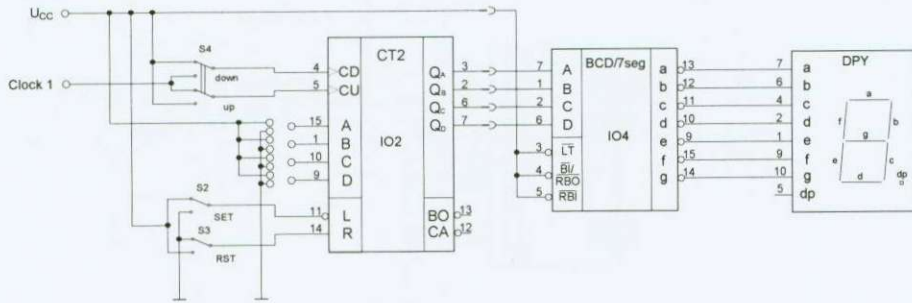 UCC
Clock 1
S4
down
up
4
5
15
1
10
9
11
14
S2
SET
S3
RST
CT2
CD
CU
A
B
C
D
IO2
L
R
QA
QB
QC
QD
BO
CA
3
2
6
7
13
12
7
1
2
6
3
4
5
BCD/7seg
A
B
C
D
LT
BI/
RBO
RBI
IO4
a
b
c
d
e
f
g
13
12
11
10
9
15
14
7
6
4
2
1
9
10
5
DPY
a
b
c
d
e
f
g
dp
a
f
b
g
e
c
d
dp